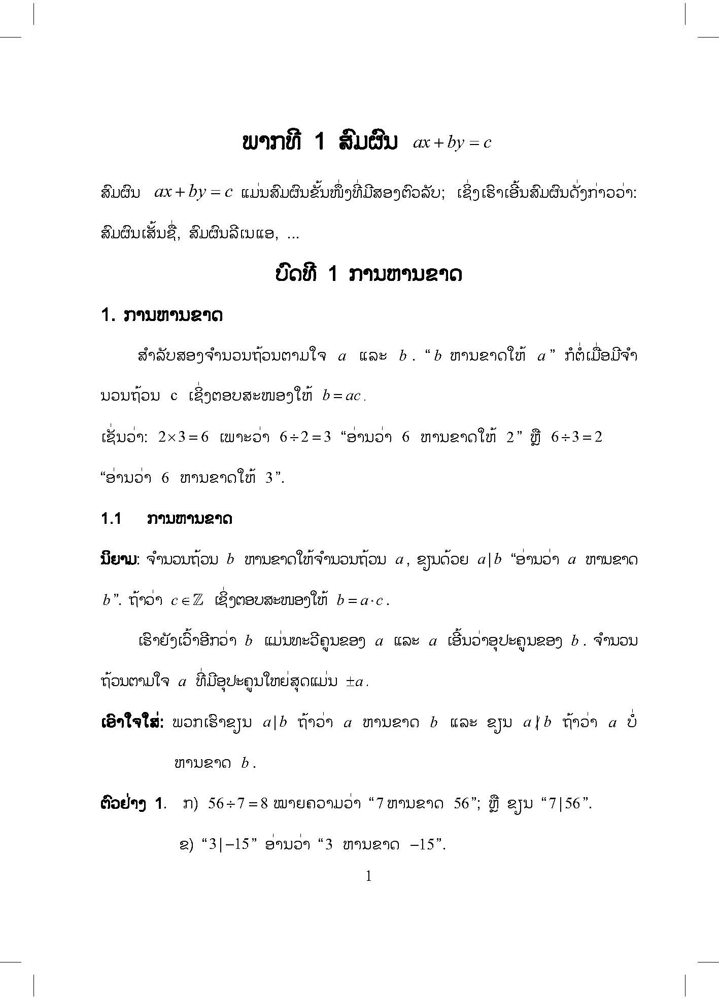 ພາກທີ 1 ສົມຜົນ ax + by = c
ສົມຜົນ ax + by = c ແມ່ນສົມຜົນຂັ້ນໜຶ່ງທີ່ມີສອງຕົວລັບ; ເຊິ່ງເຮົາເອີ້ນສົມຜົນດັ່ງກ່າວວ່າ:
ສົມຜົນເສັ້ນຊື່, ສົມຜົນລີເນແອ, ...
ບົດທີ 1 ການຫານຂາດ
1. ການຫານຂາດ
ສຳລັບສອງຈຳນວນຖ້ວນຕາມໃຈ a ແລະ b . “ b ຫານຂາດໃຫ້ a ” ກໍຕໍ່ເມື່ອມີຈຳ
ນວນຖ້ວນ c ເຊິ່ງຕອບສະໜອງໃຫ້ b = ac .
ເຊັ່ນວ່າ: 2×3 = 6 ເພາະວ່າ 6÷2 = 3 “ອ່ານວ່າ 6 ຫານຂາດໃຫ້ 2” ຫຼື 6÷3 = 2
“ອ່ານວ່າ 6 ຫານຂາດໃຫ້ 3”.
1.1 ການຫານຂາດ
ນິຍາມ: ຈຳນວນຖ້ວນ b ຫານຂາດໃຫ້ຈຳນວນຖ້ວນ a , ຂຽນດ້ວຍ a | b “ອ່ານວ່າ a ຫານຂາດ
b ”. ຖ້າວ່າ c ∈ ℤ ເຊິ່ງຕອບສະໜອງໃຫ້ b = a · c .
ເຮົາຍັງເວົ້າອີກວ່າ b ແມ່ນທະວີຄູນຂອງ a ແລະ a ເອີ້ນວ່າອຸປະຄູນຂອງ b . ຈຳນວນ
ຖ້ວນຕາມໃຈ a ທີ່ມີອຸປະຄູນໃຫຍ່ສຸດແມ່ນ ±a .
ເອົາໃຈໃສ່: ພວກເຮົາຂຽນ a | b ຖ້າວ່າ a ຫານຂາດ b ແລະ ຂຽນ a ∤ b ຖ້າວ່າ a ບໍ່
ຫານຂາດ b .
ຕົວຢ່າງ 1. ກ) 56 ÷ 7 = 8 ໝາຍຄວາມວ່າ “ 7 ຫານຂາດ 56”; ຫຼື ຂຽນ “ 7 | 56 ”.
ຂ) “3 | −15” ອ່ານວ່າ “3 ຫານຂາດ −15”.
1